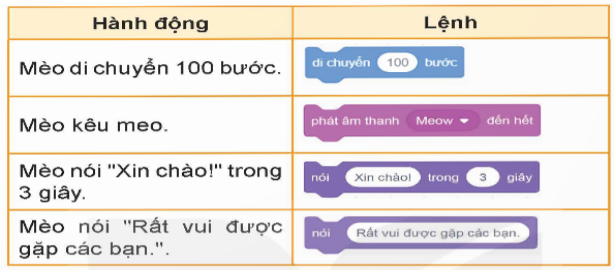 Hành động Lệnh
Mèo di chuyển 100 bước. di chuyển 100 bước
Mèo kêu meo. phát âm thanh Meow đến hết
Mèo nói "Xin chào!" trong
3 giây. nói Xin chào! trong 3 giây
Mèo nói "Rất vui được
gặp các bạn.". nói Rất vui được gặp các bạn.